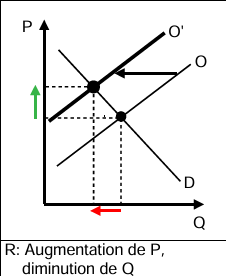 P
O'
O
D
Q
R: Augmentation de P,
diminution de Q